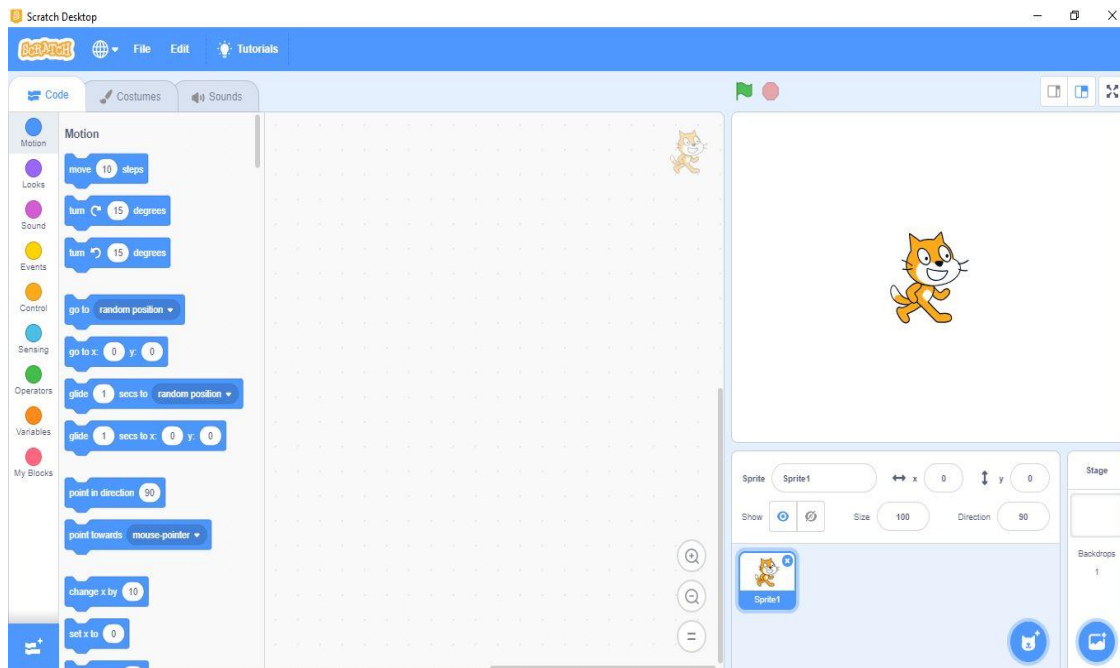 Scratch Desktop
SCRATCH File Edit Tutorials
Code Costumes Sounds
Motion
Looks
Sound
Events
Control
Sensing
Operators
Variables
My Blocks
Motion
move 10 steps
turn 15 degrees
turn 15 degrees
go to random position
go to x: 0 y: 0
glide 1 secs to random position
glide 1 secs to x: 0 y: 0
point in direction 90
point towards mouse-pointer
change x by 10
set x to 0
Sprite Sprite1 x 0 y 0
Show Size 100 Direction 90
Sprite1
Stage
Backdrops
1